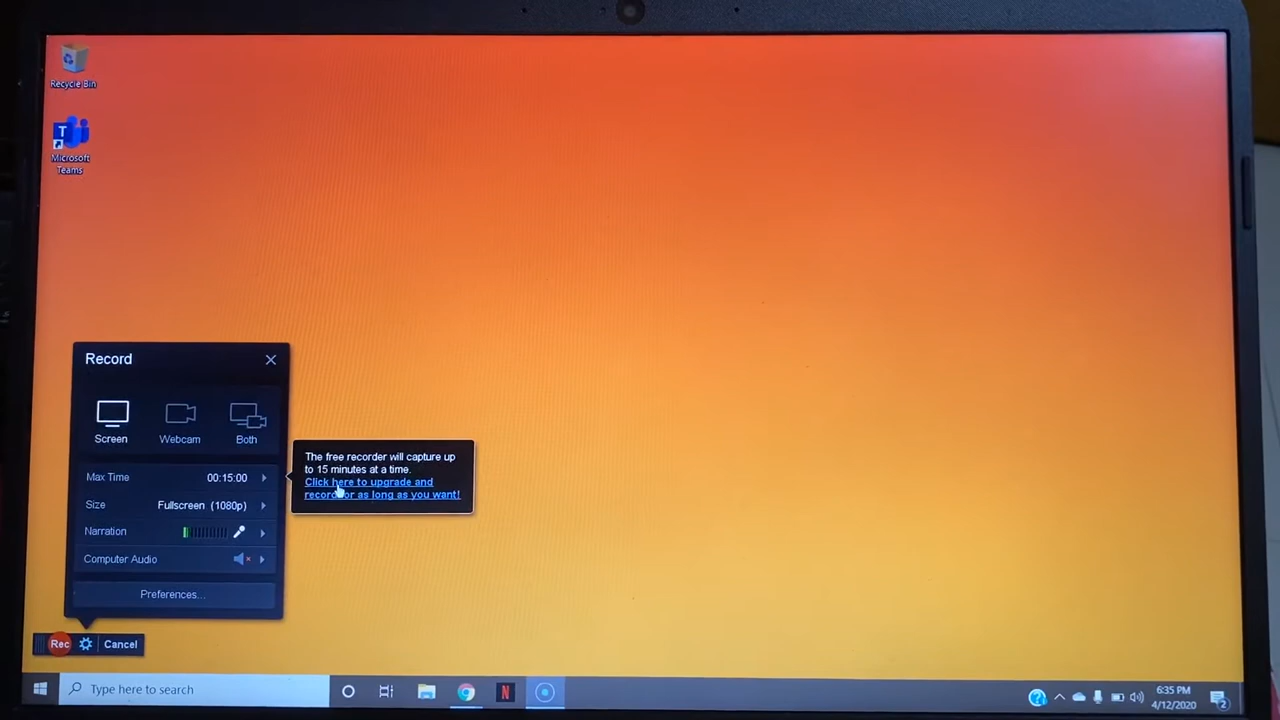 Recycle Bin
T
Microsoft
Teams
Record
Screen
Webcam
Both
Max Time
00:15:00
Size
Fullscreen (1080p)
Narration
Computer Audio
Preferences...
The free recorder will capture up
to 15 minutes at a time.
Click here to upgrade and
record for as long as you want!
Rec
Cancel
Type here to search
N
?
6:35 PM
4/12/2020
2